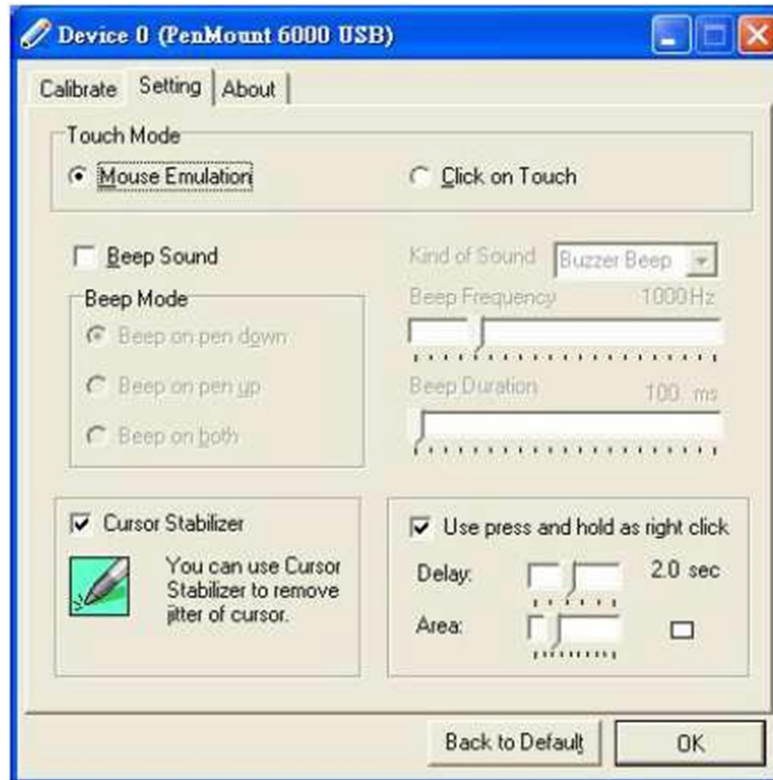 Device 0 (PenMount 6000 USB)
Calibrate Setting About
Touch Mode
Mouse Emulation Click on Touch
Beep Sound
Kind of Sound Buzzer Beep
Beep Mode
Beep Frequency 1000Hz
Beep on pen down
Beep on pen up
Beep Duration 100 ms
Beep on both
Cursor Stabilizer
You can use Cursor
Stabilizer to remove
jitter of cursor.
Use press and hold as right click
Delay: 2.0 sec
Area:
Back to Default OK